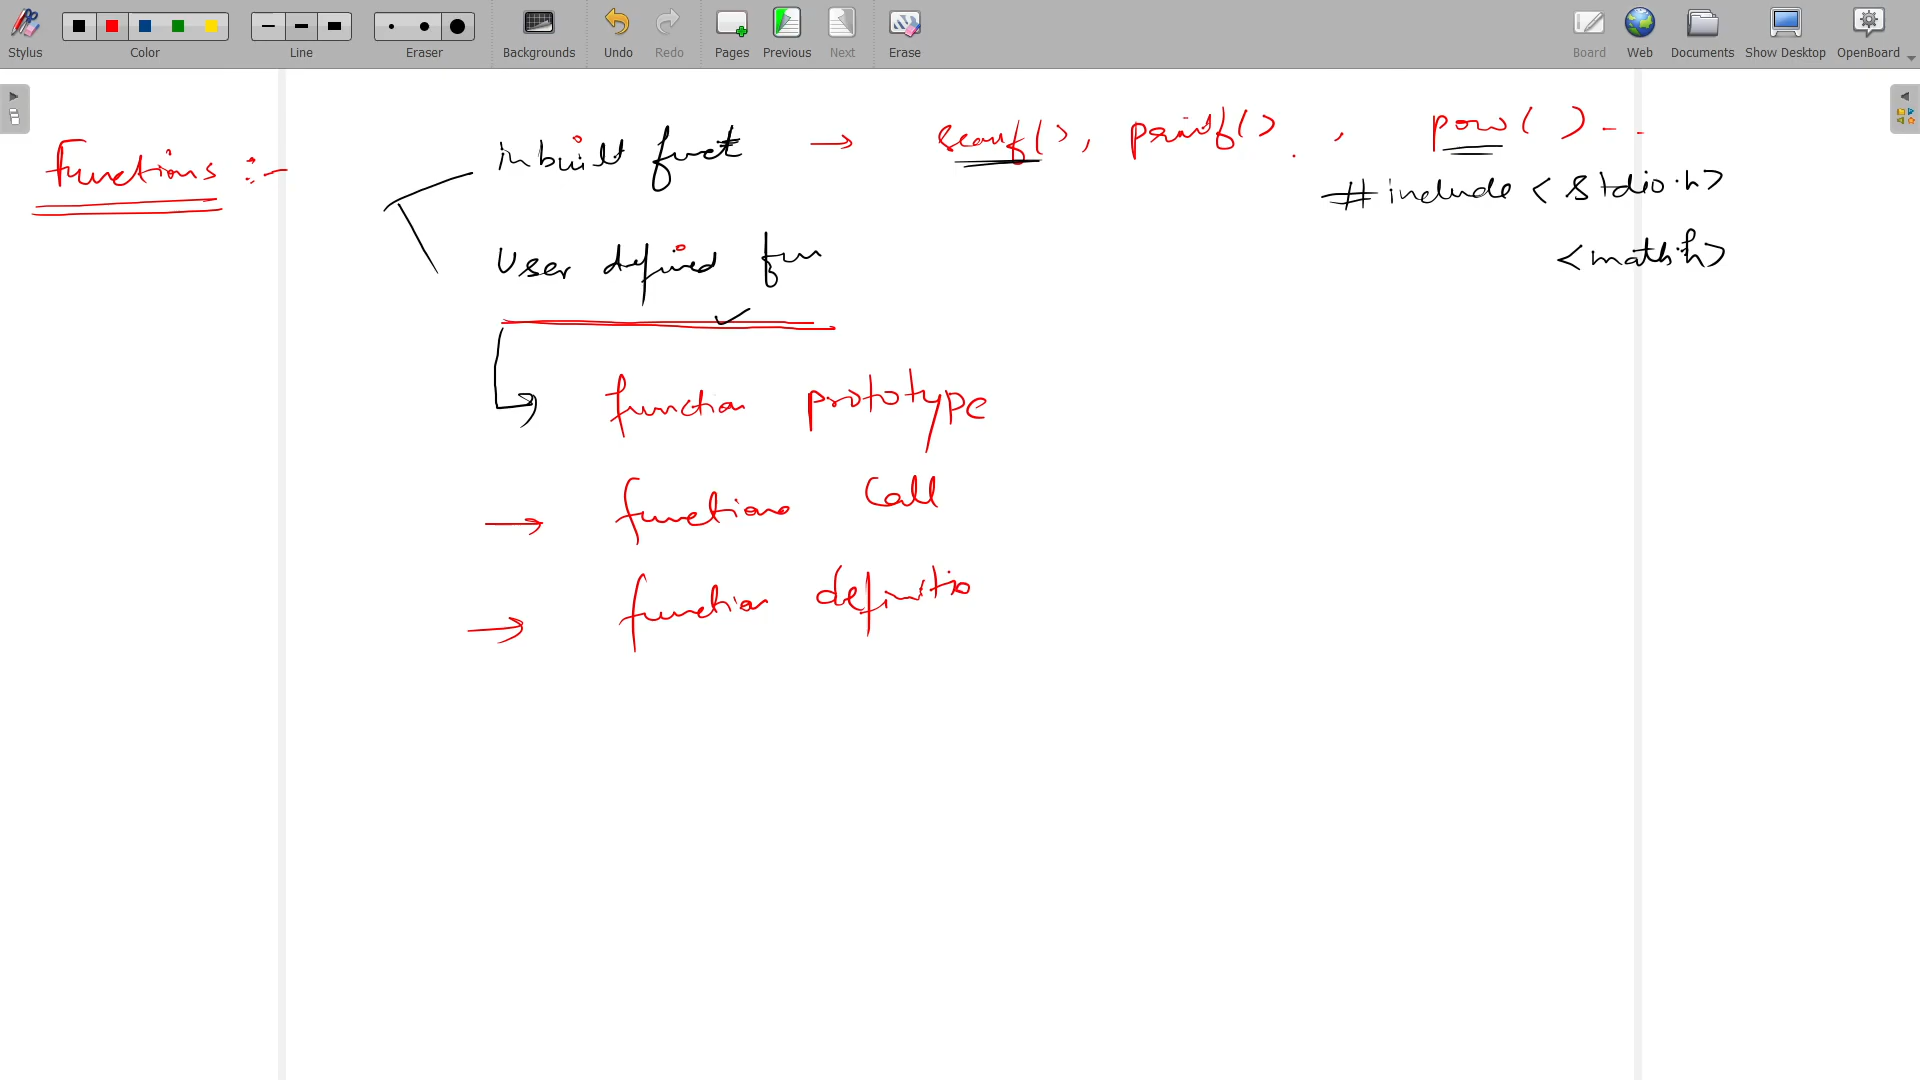 Stylus Color Line Eraser Backgrounds Undo Redo Pages Previous Next Erase Board Web Documents Show Desktop OpenBoard
Functions :-
inbuilt funct → scanf(), printf(). , pow( ) - ..
# include < stdio.h>
<math.h>
User defined fun
function prototype
→ function call
→ function definitio